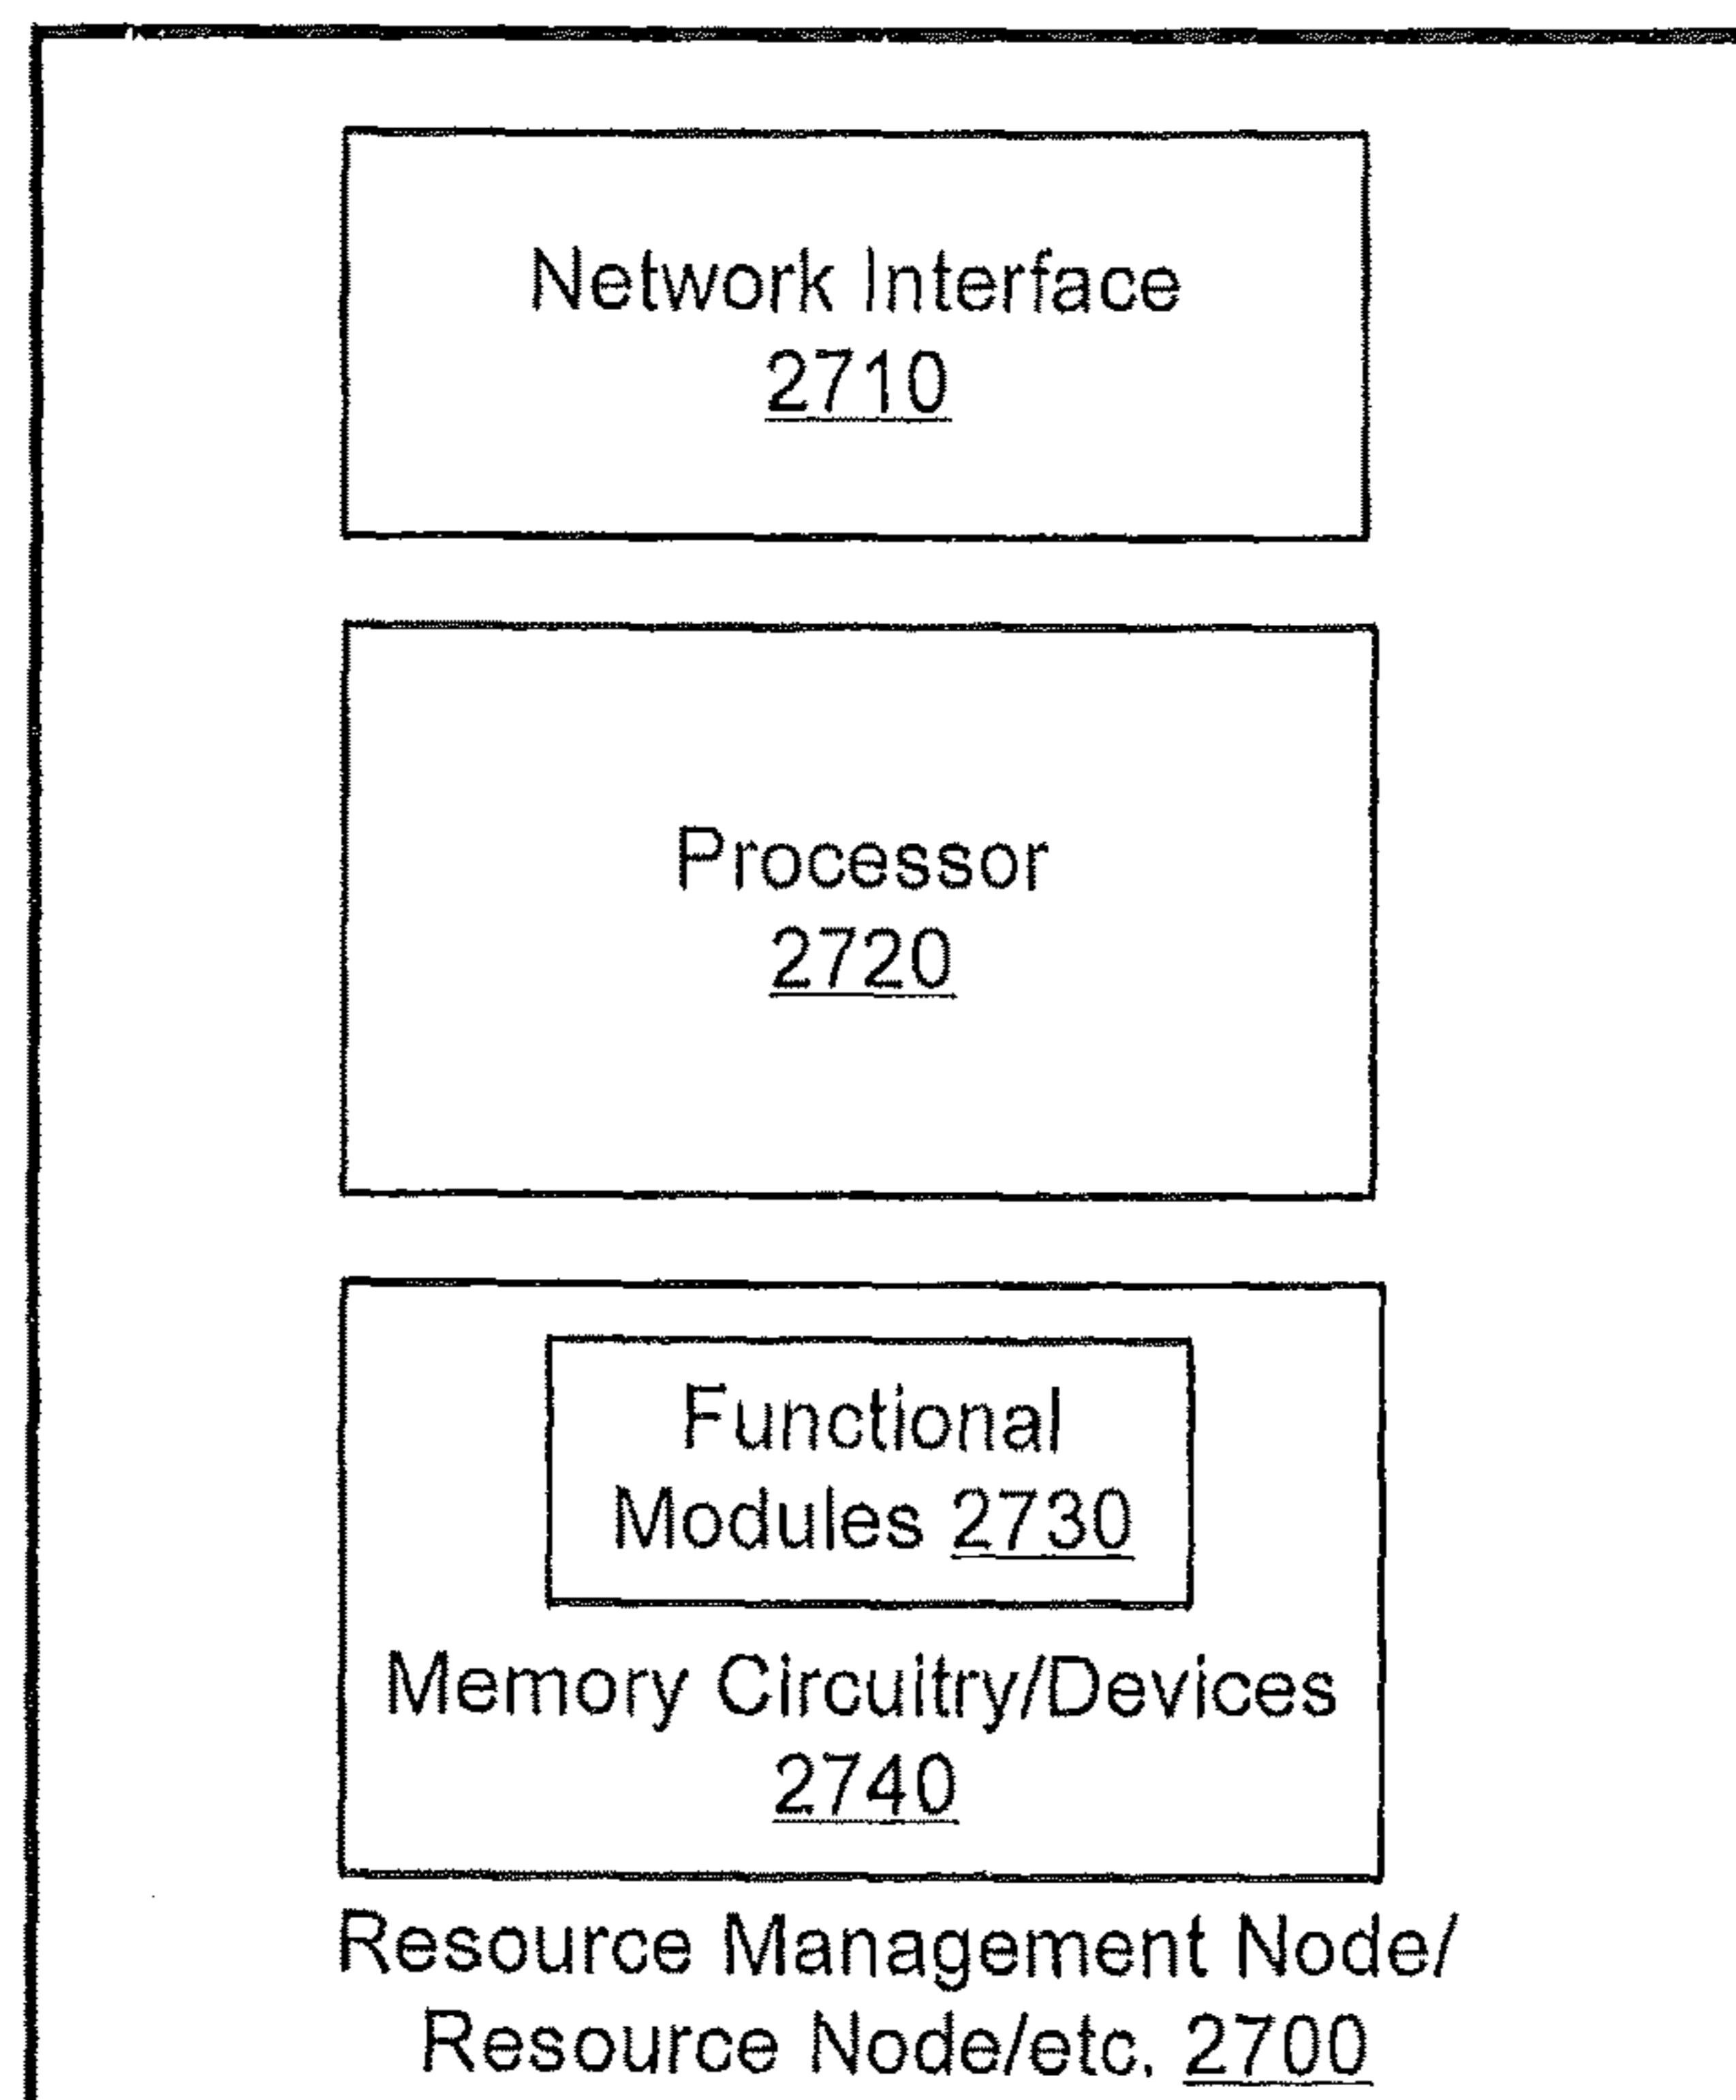 Network Interface
2710
Processor
2720
Functional
Modules 2730
Memory Circuitry/Devices
2740
Resource Management Node/
Resource Node/etc. 2700